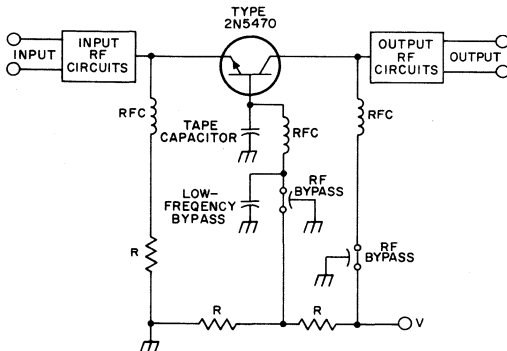 TYPE
2N5470
INPUT
INPUT
RF
CIRCUITS
OUTPUT
RF
CIRCUITS
OUTPUT
RFC
TAPE
CAPACITOR
RFC
RFC
LOW-
FREQENCY
BYPASS
RF
BYPASS
RF
BYPASS
R
R
R
V